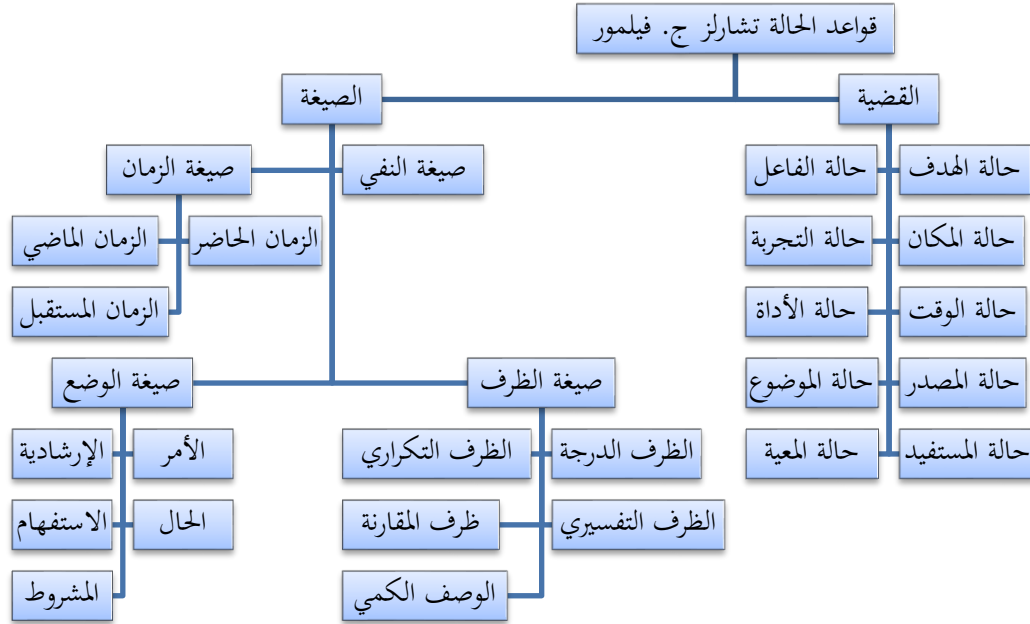 قواعد الحالة تشارلز ج. فيلمور
القضية
الصيغة
حالة الهدف
حالة الفاعل
حالة المكان
حالة التجربة
حالة الوقت
حالة الأداة
حالة المصدر
حالة الموضوع
حالة المستفيد
حالة المعية
صيغة النفي
صيغة الزمان
الزمان الحاضر
الزمان الماضي
الزمان المستقبل
صيغة الظرف
صيغة الوضع
الظرف الدرجة
الظرف التكراري
الظرف التفسيري
ظرف المقارنة
الوصف الكمي
الأمر
الإرشادية
الحال
الاستفهام
المشروط